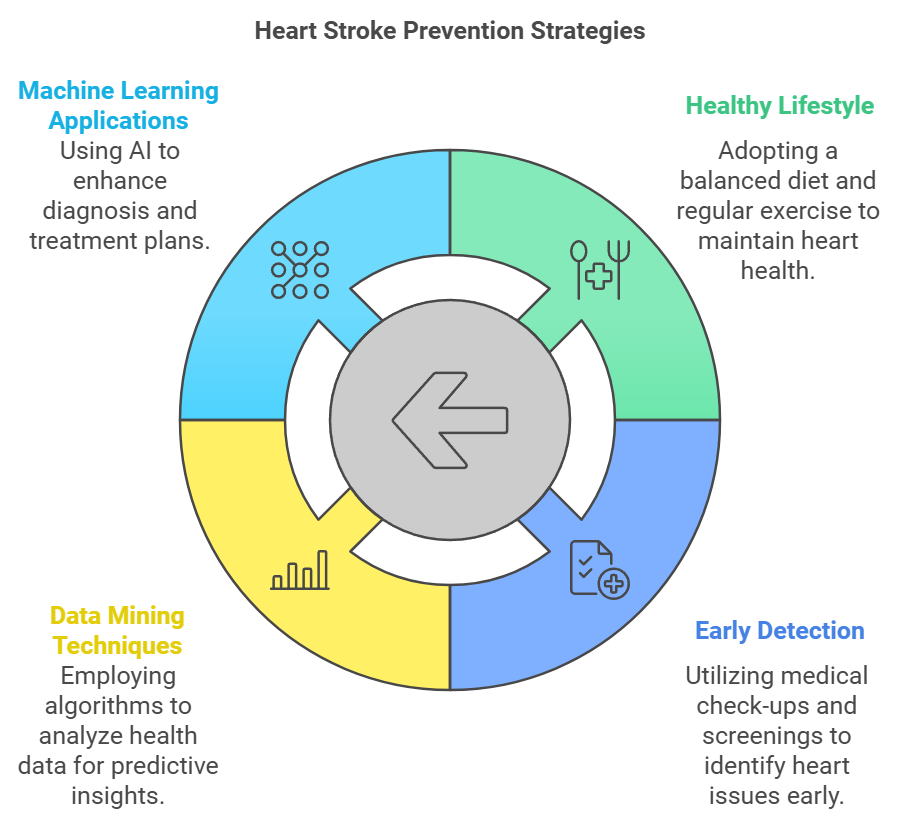 Heart Stroke Prevention Strategies
Machine Learning
Applications
Using AI to
enhance
diagnosis and
treatment plans.
Healthy Lifestyle
Adopting a
balanced diet and
regular exercise to
maintain heart
health.
Data Mining
Techniques
Employing
algorithms to
analyze health
data for predictive
insights.
Early Detection
Utilizing medical
check-ups and
screenings to
identify heart
issues early.